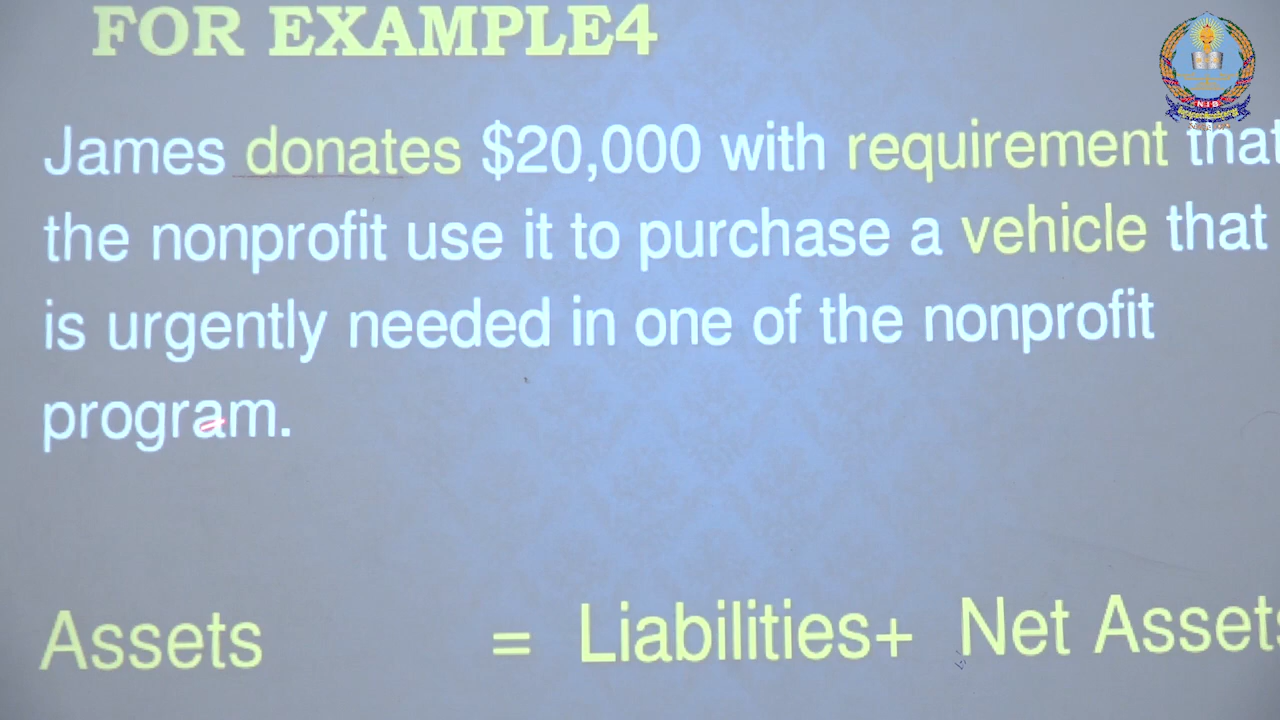 FOR EXAMPLE4
NIB
James donates $20,000 with requirement that
the nonprofit use it to purchase a vehicle that
is urgently needed in one of the nonprofit
program.
Assets = Liabilities+ Net Assets